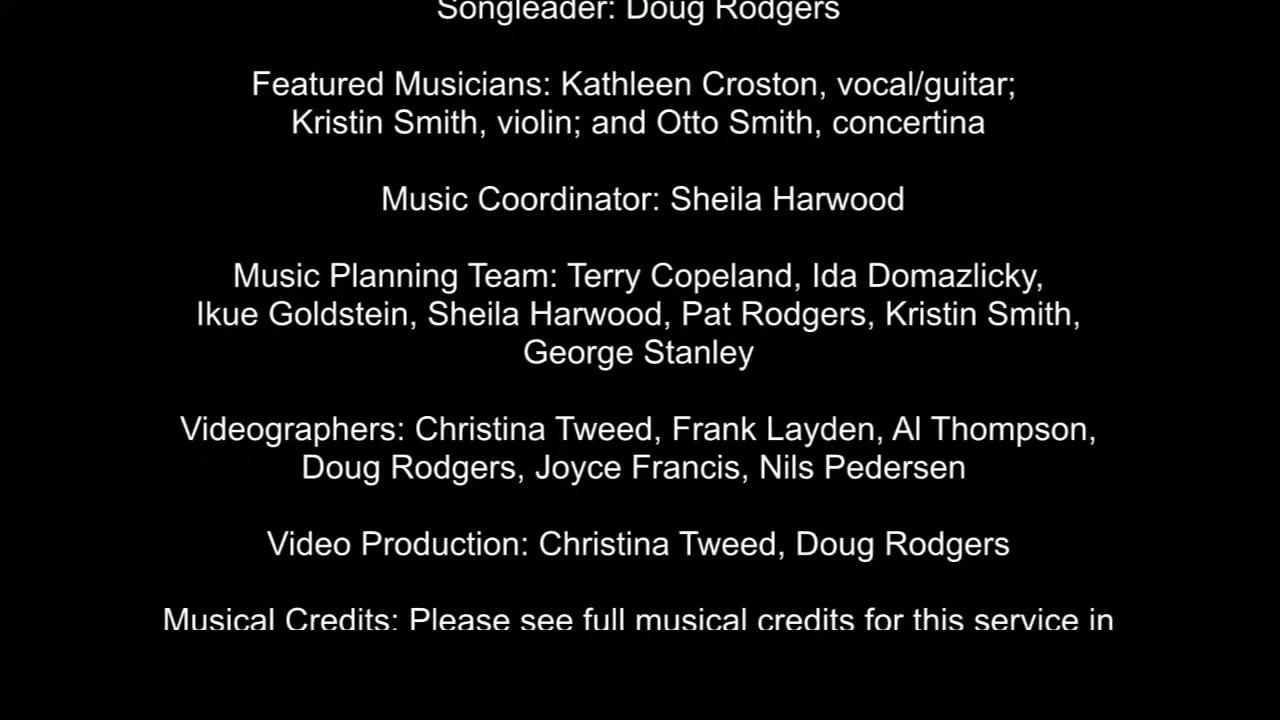 Songleader: Doug Rodgers
Featured Musicians: Kathleen Croston, vocal/guitar;
Kristin Smith, violin; and Otto Smith, concertina
Music Coordinator: Sheila Harwood
Music Planning Team: Terry Copeland, Ida Domazlicky,
Ikue Goldstein, Sheila Harwood, Pat Rodgers, Kristin Smith,
George Stanley
Videographers: Christina Tweed, Frank Layden, Al Thompson,
Doug Rodgers, Joyce Francis, Nils Pedersen
Video Production: Christina Tweed, Doug Rodgers
Musical Credits: Please see full musical credits for this service in